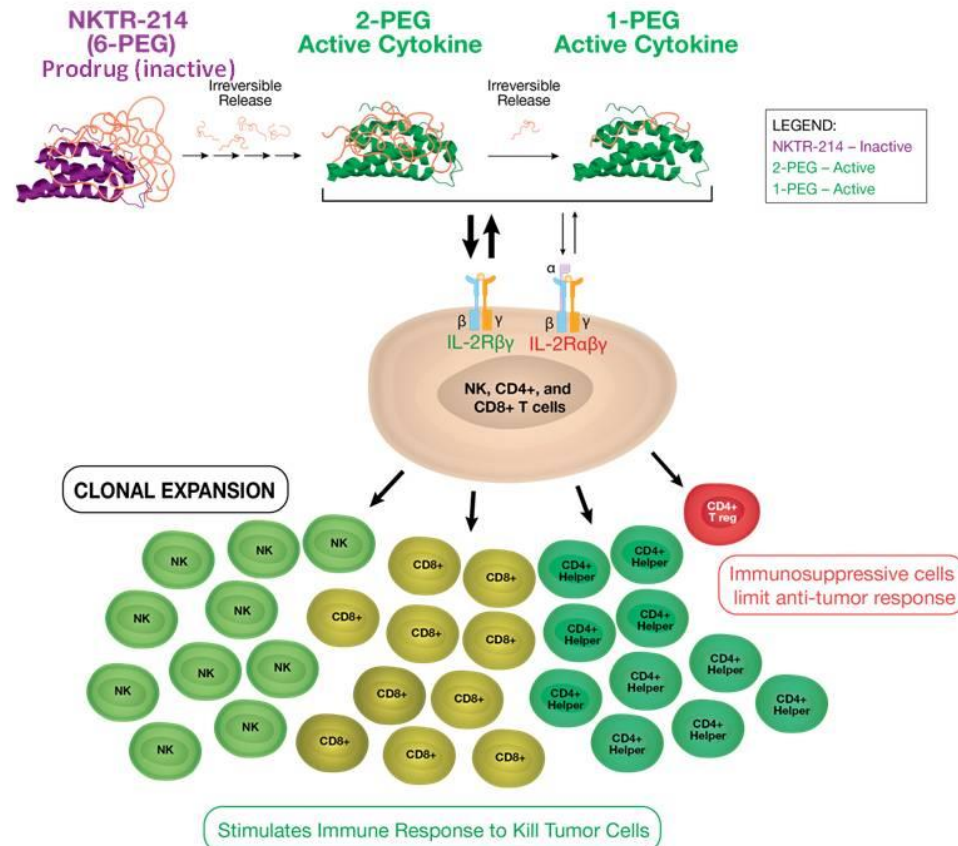 NKTR-214
(6-PEG)
Prodrug (inactive)
Irreversible
Release
2-PEG
Active Cytokine
Irreversible
Release
1-PEG
Active Cytokine
LEGEND:
NKTR-214 – Inactive
2-PEG – Active
1-PEG – Active
α
β γ
β γ
IL-2Rβγ
IL-2Rαβγ
NK, CD4+, and
CD8+ T cells
CLONAL EXPANSION
CD4+
T reg
Immunosuppressive cells
limit anti-tumor response
NK
NK
NK
NK
NK
NK
NK
NK
NK
NK
NK
CD8+
CD8+
CD8+
CD8+
CD8+
CD8+
CD8+
CD8+
CD8+
CD8+
CD8+
CD4+
Helper
CD4+
Helper
CD4+
Helper
CD4+
Helper
CD4+
Helper
CD4+
Helper
CD4+
Helper
CD4+
Helper
CD4+
Helper
CD4+
Helper
Stimulates Immune Response to Kill Tumor Cells